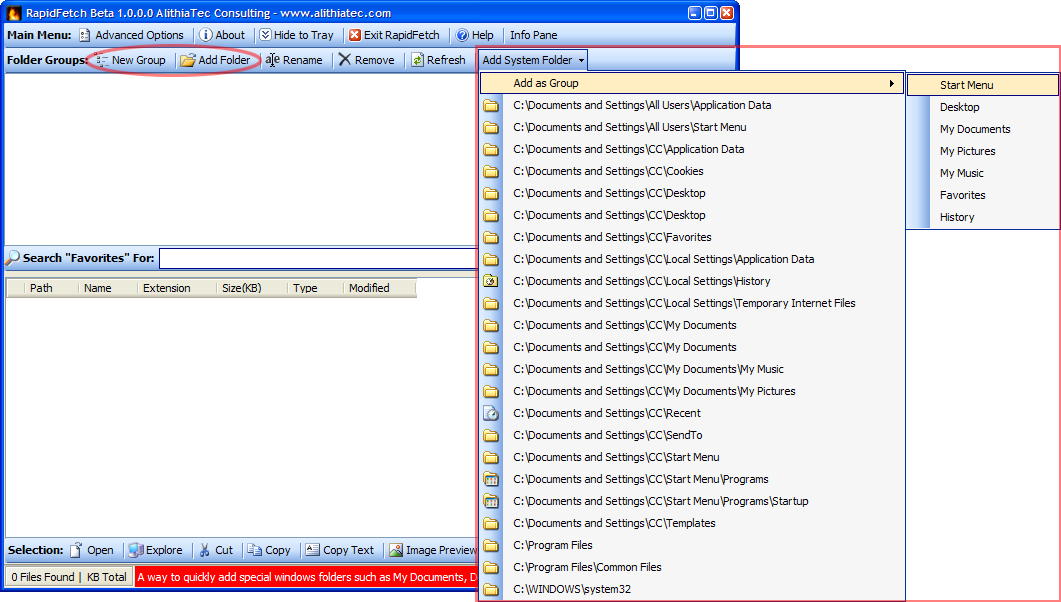 RapidFetch Beta 1.0.0.0 AlithiaTec Consulting - www.alithiatec.com
Main Menu: Advanced Options About Hide to Tray Exit RapidFetch Help Info Pane
Folder Groups: New Group Add Folder Rename Remove Refresh Add System Folder
Add as Group
C:\Documents and Settings\All Users\Application Data
C:\Documents and Settings\All Users\Start Menu
C:\Documents and Settings\CC\Application Data
C:\Documents and Settings\CC\Cookies
C:\Documents and Settings\CC\Desktop
C:\Documents and Settings\CC\Desktop
C:\Documents and Settings\CC\Favorites
C:\Documents and Settings\CC\Local Settings\Application Data
C:\Documents and Settings\CC\Local Settings\History
C:\Documents and Settings\CC\Local Settings\Temporary Internet Files
C:\Documents and Settings\CC\My Documents
C:\Documents and Settings\CC\My Documents
C:\Documents and Settings\CC\My Documents\My Music
C:\Documents and Settings\CC\My Documents\My Pictures
C:\Documents and Settings\CC\Recent
C:\Documents and Settings\CC\SendTo
C:\Documents and Settings\CC\Start Menu
C:\Documents and Settings\CC\Start Menu\Programs
C:\Documents and Settings\CC\Start Menu\Programs\Startup
C:\Documents and Settings\CC\Templates
C:\Program Files
C:\Program Files\Common Files
C:\WINDOWS\system32
Start Menu
Desktop
My Documents
My Pictures
My Music
Favorites
History
Search "Favorites" For:
Path Name Extension Size(KB) Type Modified
Selection: Open Explore Cut Copy Copy Text Image Preview
0 Files Found | KB Total A way to quickly add special windows folders such as My Documents, D